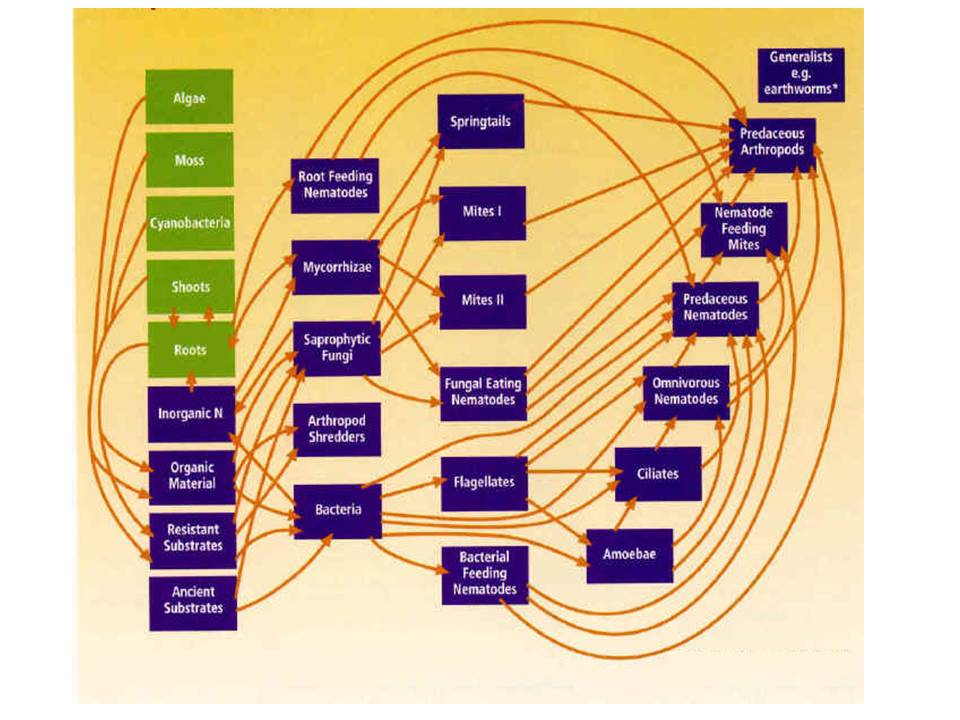 Generalists
e.g.
earthworms*
Algae
Moss
Cyanobacteria
Shoots
Roots
Inorganic N
Organic
Material
Resistant
Substrates
Ancient
Substrates
Root Feeding
Nematodes
Mycorrhizae
Saprophytic
Fungi
Arthropod
Shredders
Bacteria
Springtails
Mites I
Mites II
Fungal Eating
Nematodes
Flagellates
Bacterial
Feeding
Nematodes
Predaceous
Arthropods
Nematode
Feeding
Mites
Predaceous
Nematodes
Omnivorous
Nematodes
Ciliates
Amoebae